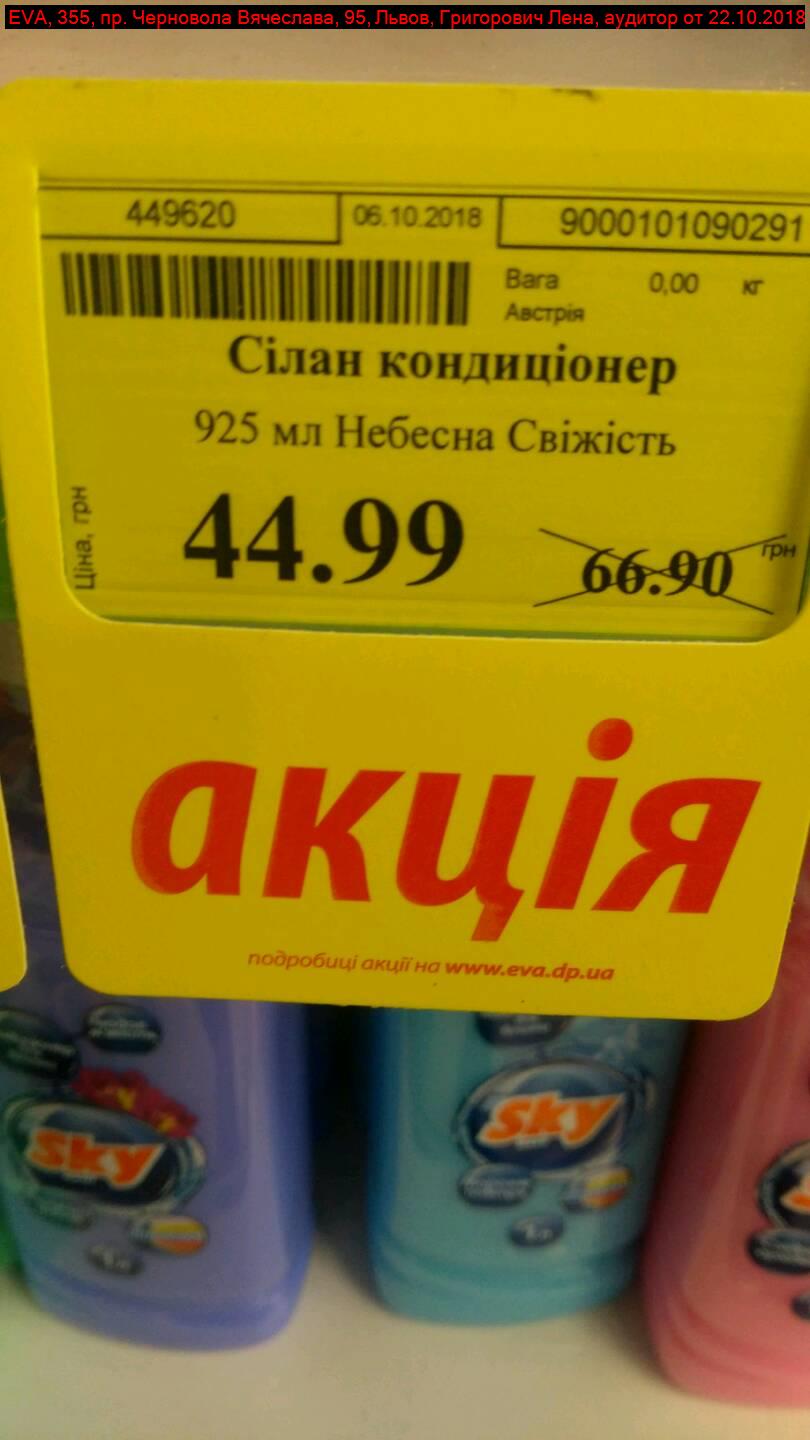 EVA, 355, пр. Черновола Вячеслава, 95, Львов, Григорович Лена, аудитор от 22.10.2018
449620 06.10.2018 9000101090291
Вага 0,00 кг
Австрія
Сілан кондиціонер
925 мл Небесна Свіжість
Ціна, грн
44.99 66.90 грн
акція
подробиці акції на www.eva.dp.ua
sky sky